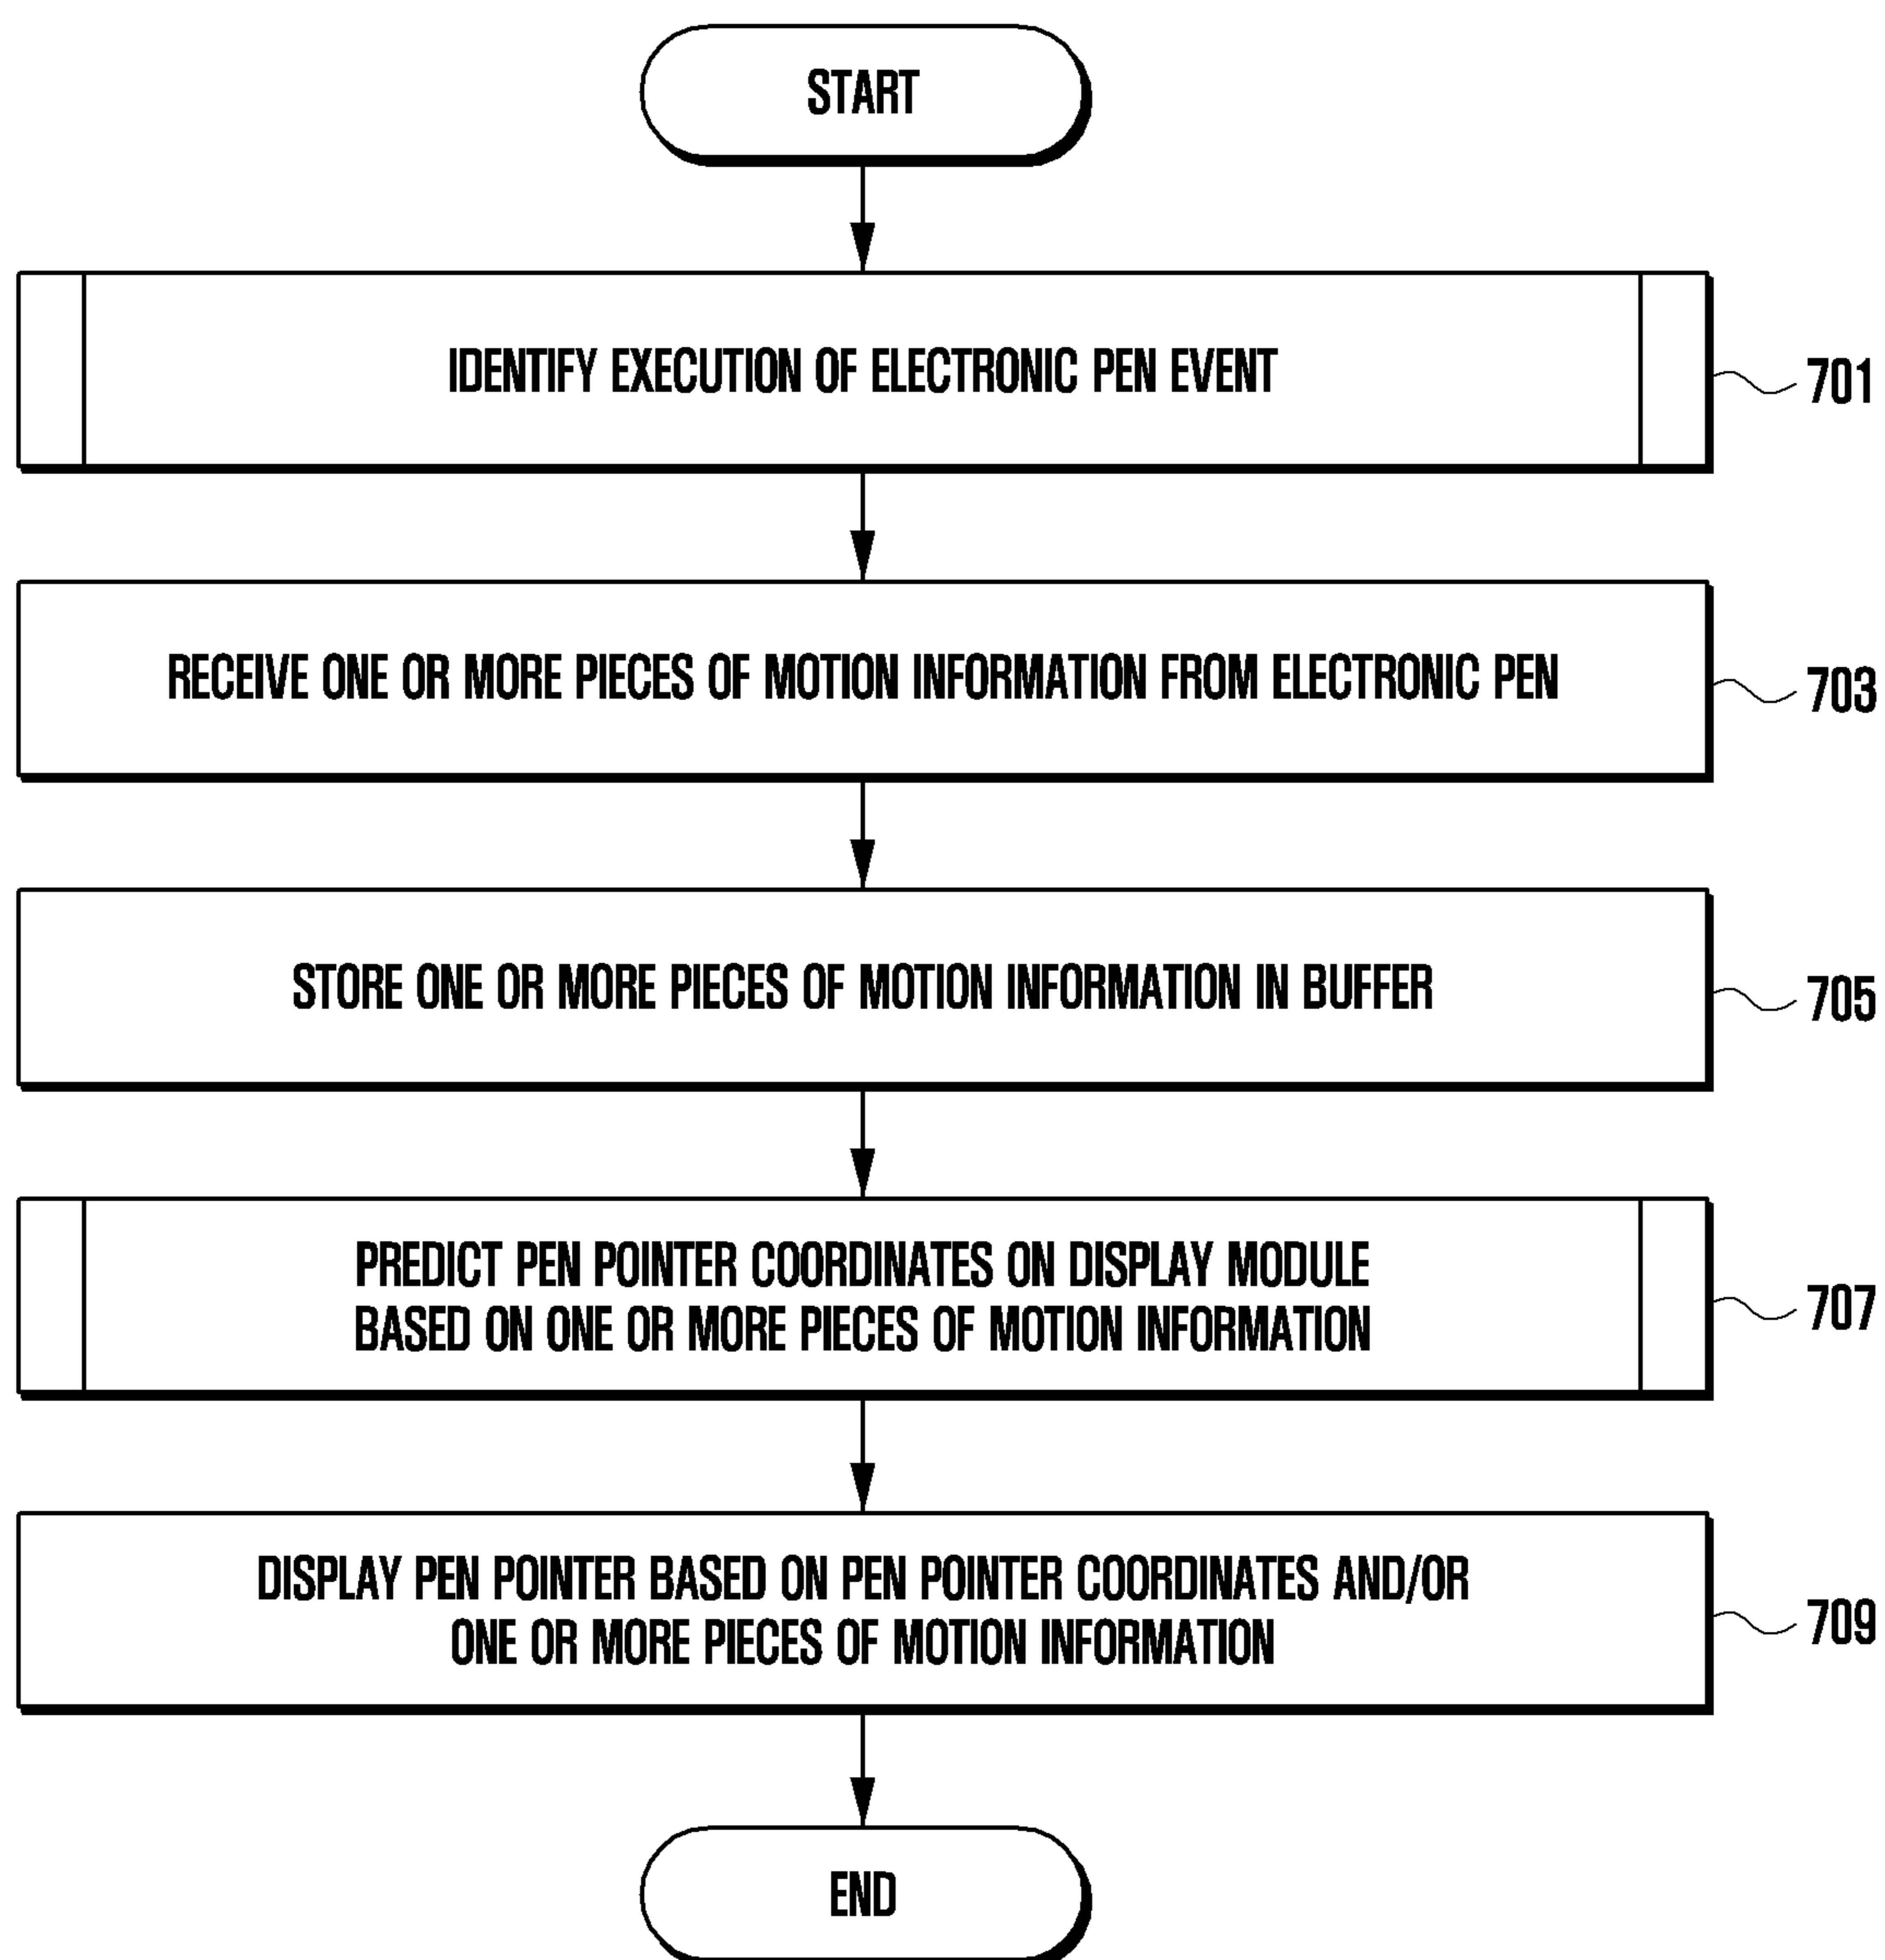 START
IDENTIFY EXECUTION OF ELECTRONIC PEN EVENT
701
RECEIVE ONE OR MORE PIECES OF MOTION INFORMATION FROM ELECTRONIC PEN
703
STORE ONE OR MORE PIECES OF MOTION INFORMATION IN BUFFER
705
PREDICT PEN POINTER COORDINATES ON DISPLAY MODULE
BASED ON ONE OR MORE PIECES OF MOTION INFORMATION
707
DISPLAY PEN POINTER BASED ON PEN POINTER COORDINATES AND/OR
ONE OR MORE PIECES OF MOTION INFORMATION
709
END